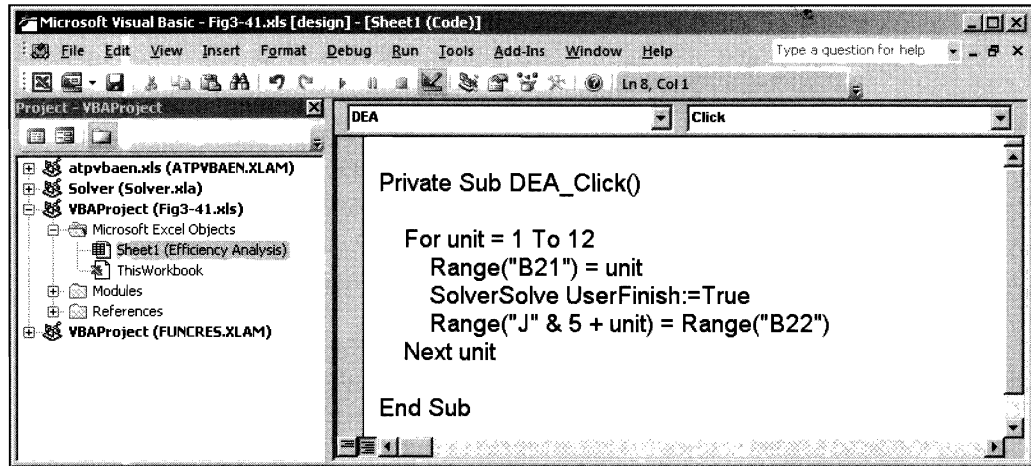 Microsoft Visual Basic - Fig3-41.xls [design] - [Sheet1 (Code)]
File Edit View Insert Format Debug Run Tools Add-Ins Window Help Type a question for help
Ln 8, Col 1
Project - VBAProject
DEA Click
atpvbaen.xls (ATPVBAEN.XLAM)
Solver (Solver.xla)
VBAProject (Fig3-41.xls)
Microsoft Excel Objects
Sheet1 (Efficiency Analysis)
ThisWorkbook
Modules
References
VBAProject (FUNCRES.XLAM)
Private Sub DEA_Click()
For unit = 1 To 12
Range("B21") = unit
SolverSolve UserFinish:=True
Range("J" & 5 + unit) = Range("B22")
Next unit
End Sub